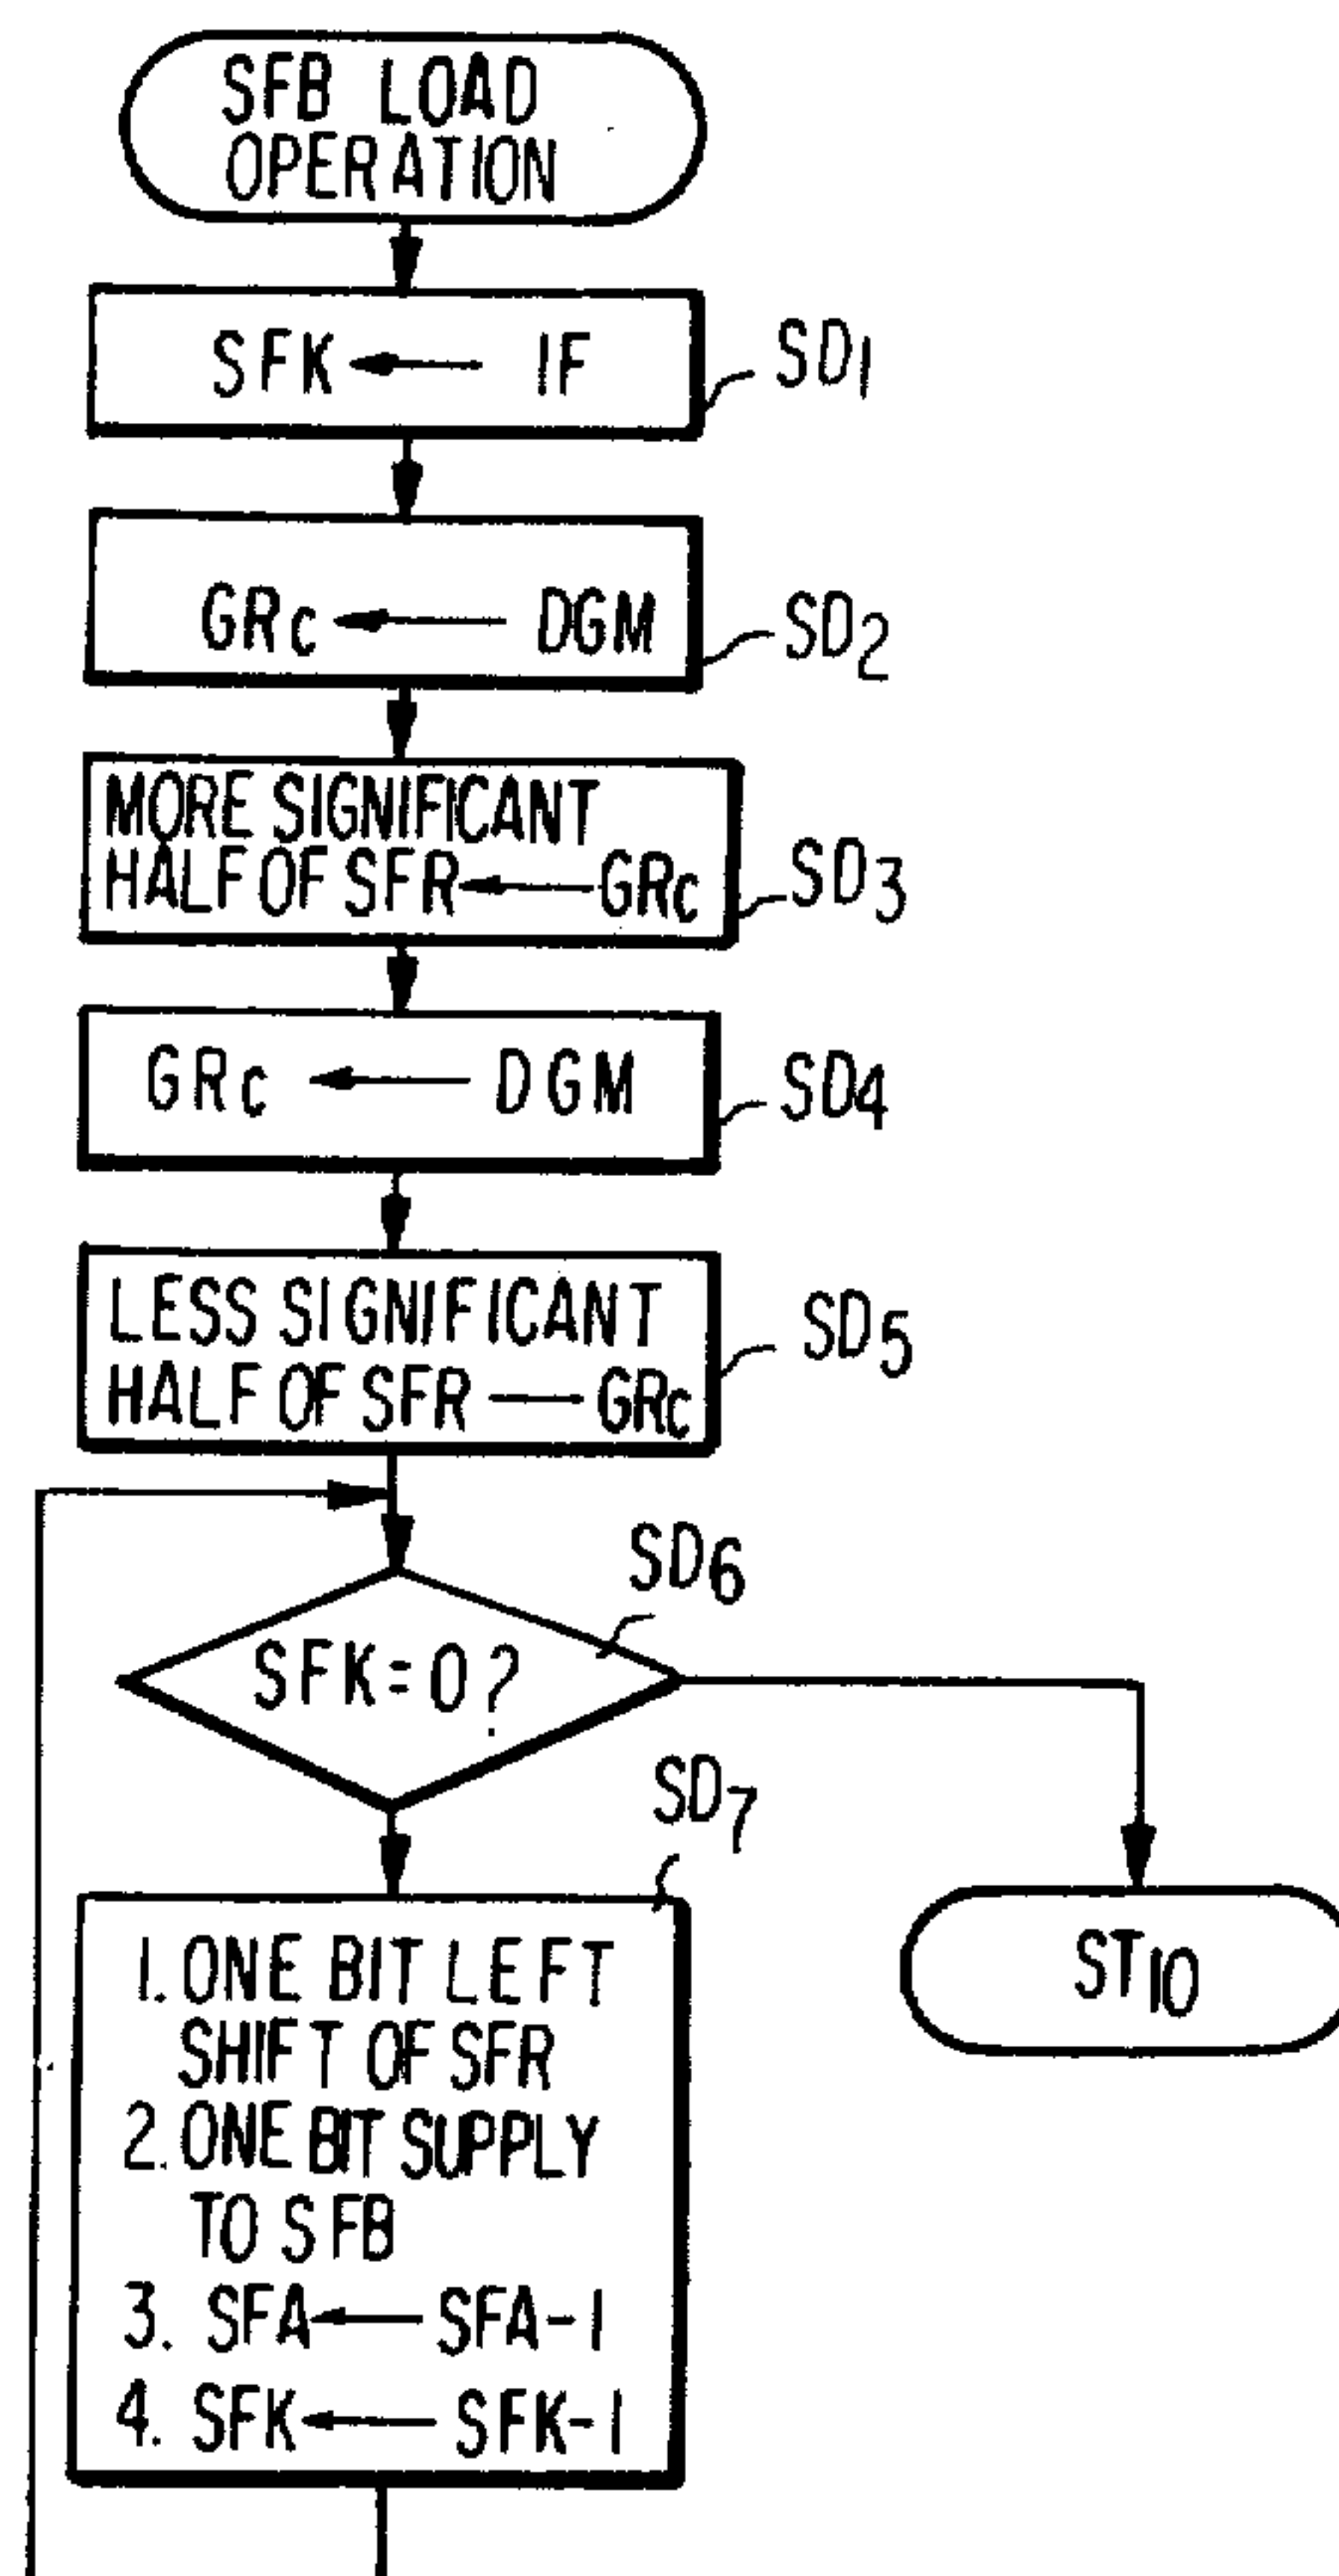 SFB LOAD
OPERATION
SFK ← IF
SD1
GRc ← DGM
SD2
MORE SIGNIFICANT
HALF OF SFR ← GRc
SD3
GRc ← DGM
SD4
LESS SIGNIFICANT
HALF OF SFR — GRc
SD5
SD6
SFK=0?
SD7
1. ONE BIT LEFT
SHIFT OF SFR
2. ONE BIT SUPPLY
TO SFB
3. SFA ← SFA-1
4. SFK ← SFK-1
ST10